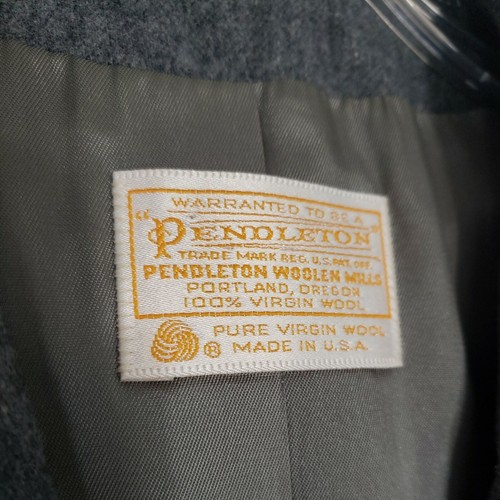 WARRANTED TO BE A
"PENDLETON"
TRADE MARK REG. U.S. PAT. OFF.
PENDLETON WOOLEN MILLS
PORTLAND, OREGON
100% VIRGIN WOOL
PURE VIRGIN WOOL
® MADE IN U.S.A.